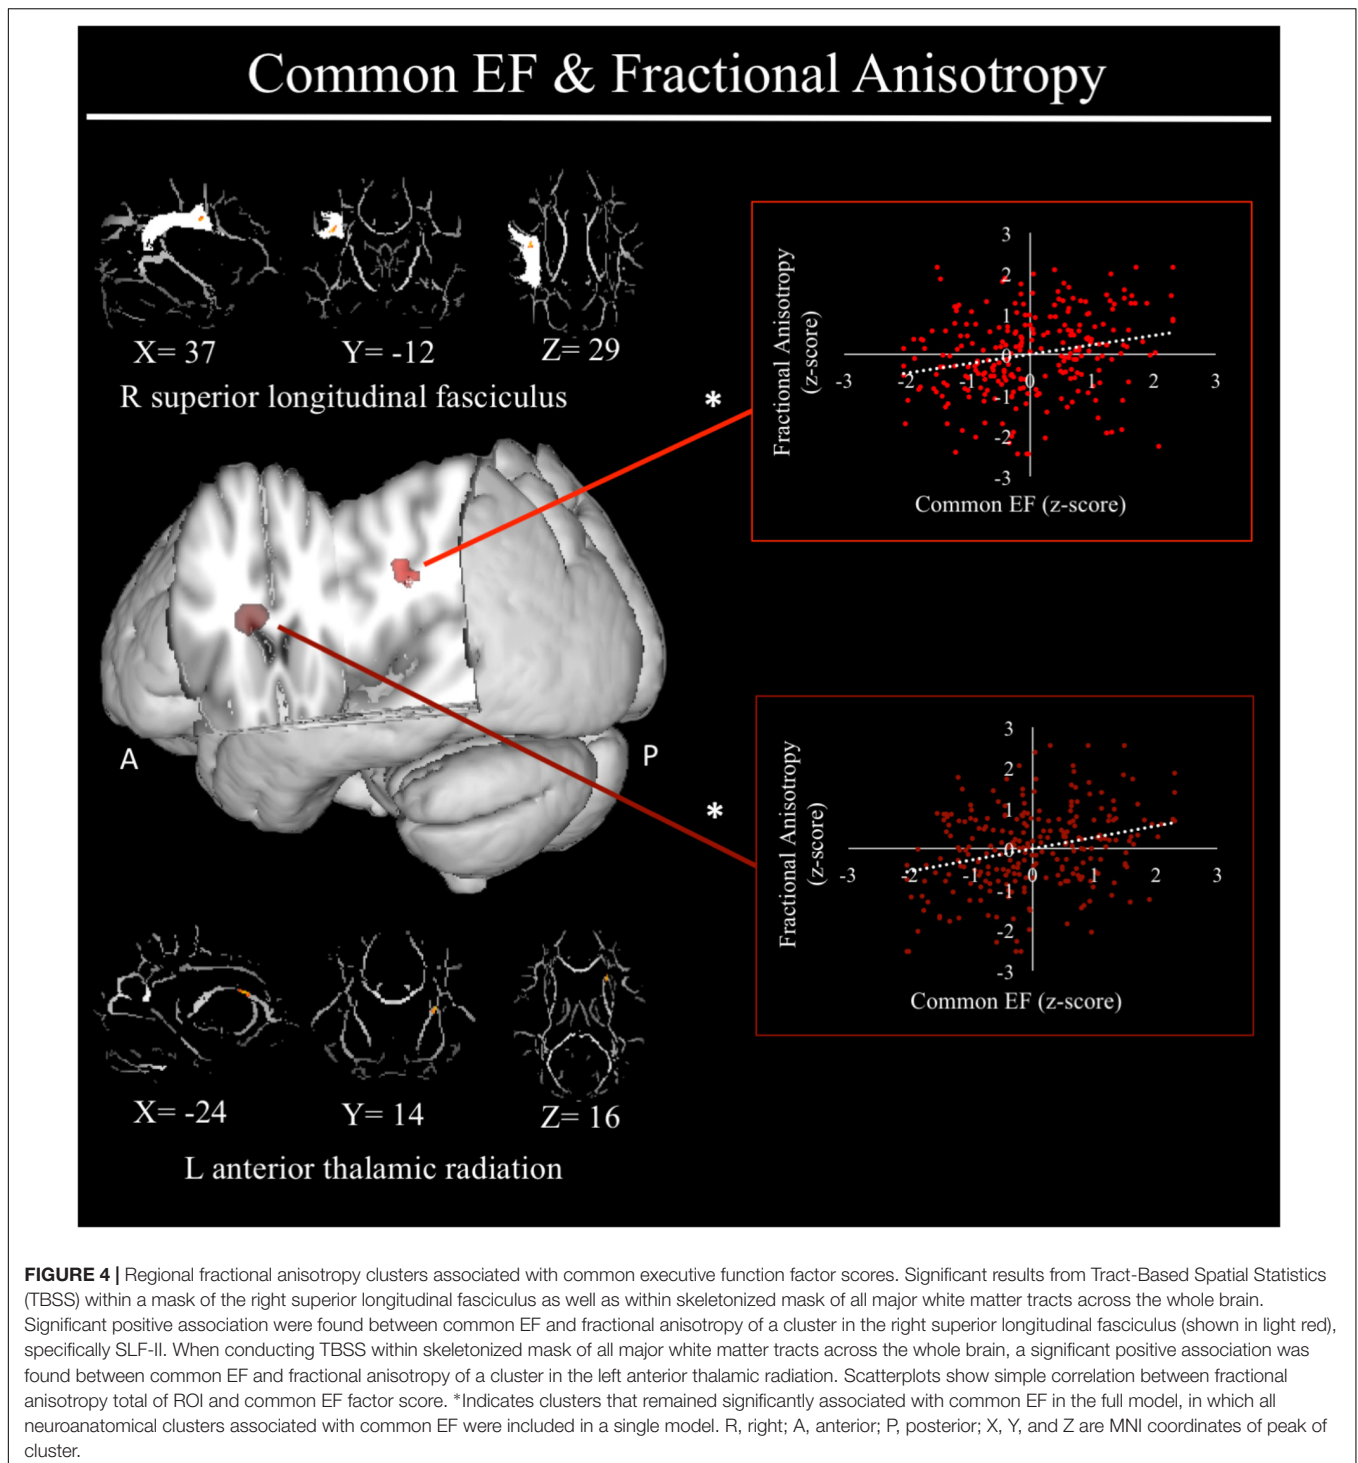 Common EF & Fractional Anisotropy
X= 37
Y= -12
Z= 29
R superior longitudinal fasciculus
*
Fractional Anisotropy
(z-score)
3
2
1
0
-1
-2
-3
-3
-2
-1
0
1
2
3
Common EF (z-score)
A
P
*
Fractional Anisotropy
(z-score)
3
2
1
0
-1
-2
-3
-3
-2
-1
0
1
2
3
Common EF (z-score)
X= -24
Y= 14
Z= 16
L anterior thalamic radiation
FIGURE 4 | Regional fractional anisotropy clusters associated with common executive function factor scores. Significant results from Tract-Based Spatial Statistics
(TBSS) within a mask of the right superior longitudinal fasciculus as well as within skeletonized mask of all major white matter tracts across the whole brain.
Significant positive association were found between common EF and fractional anisotropy of a cluster in the right superior longitudinal fasciculus (shown in light red),
specifically SLF-II. When conducting TBSS within skeletonized mask of all major white matter tracts across the whole brain, a significant positive association was
found between common EF and fractional anisotropy of a cluster in the left anterior thalamic radiation. Scatterplots show simple correlation between fractional
anisotropy total of ROI and common EF factor score. *Indicates clusters that remained significantly associated with common EF in the full model, in which all
neuroanatomical clusters associated with common EF were included in a single model. R, right; A, anterior; P, posterior; X, Y, and Z are MNI coordinates of peak of
cluster.